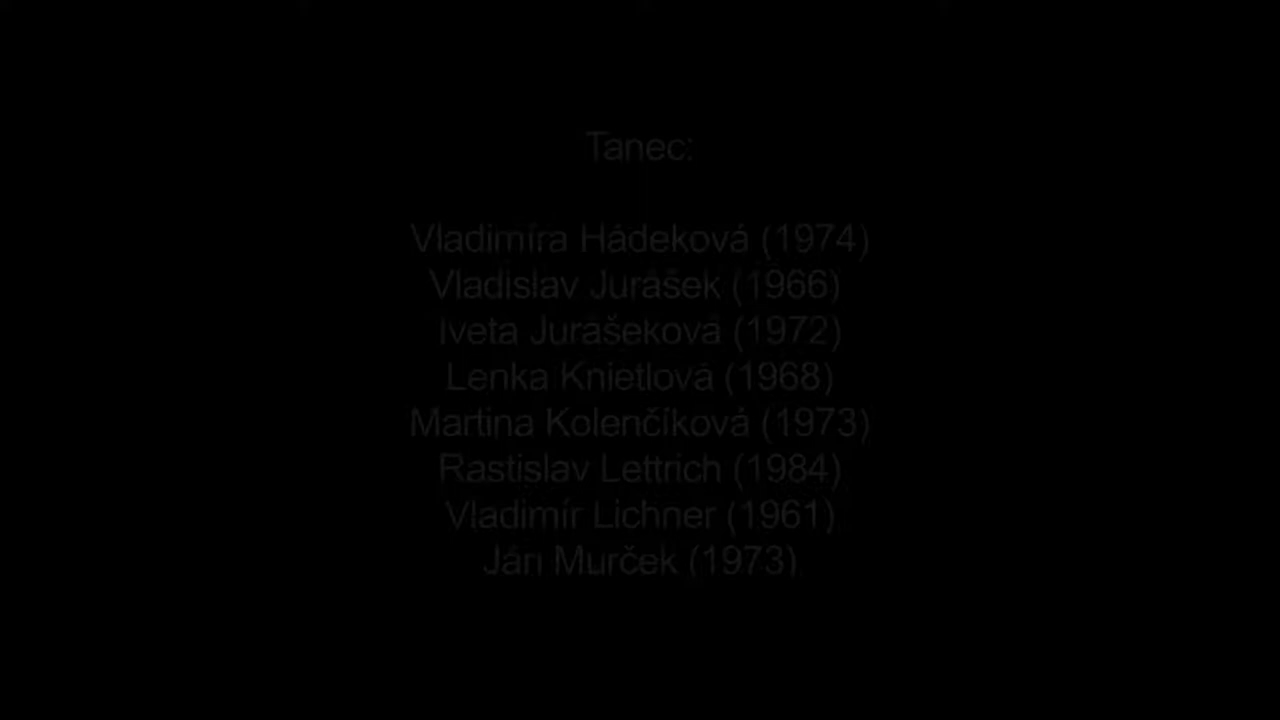 Tanec:
Vladimíra Hádeková (1974)
Vladislav Jurášek (1966)
Iveta Jurášeková (1972)
Lenka Knietlová (1968)
Martina Kolenčíková (1973)
Rastislav Lettrich (1984)
Vladimír Lichner (1961)
Ján Murček (1973)